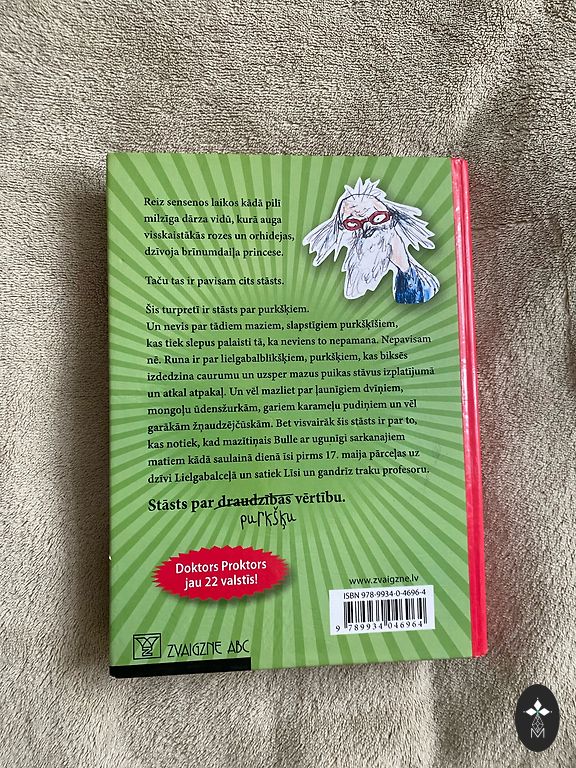 Reiz sensenos laikos kādā pilī
milzīga dārza vidū, kurā auga
visskaistākās rozes un orhidejas,
dzīvoja brīnumdaiļa princese.
Taču tas ir pavisam cits stāsts.
Šis turpretī ir stāsts par purkšķiem.
Un nevis par tādiem maziem, slapstīgiem purkšķīšiem,
kas tiek slepus palaisti tā, ka neviens to nepamana. Nepavisam
nē. Runa ir par lielgabalblīkšķiem, purkšķiem, kas biksēs
izdedzina caurumu un uzsper mazus puikas stāvus izplatījumā
un atkal atpakaļ. Un vēl mazliet par ļaunīgiem dvīņiem,
mongoļu ūdensžurkām, gariem karameļu pudiņiem un vēl
garākām žņaudzējčūskām. Bet visvairāk šis stāsts ir par to,
kas notiek, kad mazītiņais Bulle ar ugunīgi sarkanajiem
matiem kādā saulainā dienā īsi pirms 17. maija pārceļas uz
dzīvi Lielgabalceļā un satiek Līsi un gandrīz traku profesoru.
Stāsts par draudzības vērtību.
purkšķu
Doktors Proktors
jau 22 valstīs!
www.zvaigzne.lv
ISBN 978-9934-0-4696-4
9 789934 046964
ZVAIGZNE ABC
M